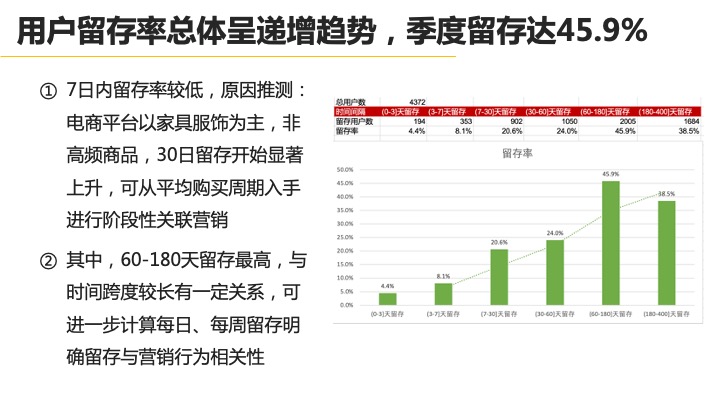 用户留存率总体呈递增趋势，季度留存达45.9%
① 7日内留存率较低，原因推测：
电商平台以家具服饰为主，非
高频商品，30日留存开始显著
上升，可从平均购买周期入手
进行阶段性关联营销
② 其中，60-180天留存最高，与
时间跨度较长有一定关系，可
进一步计算每日、每周留存明
确留存与营销行为相关性
总用户数 4372
时间间隔 (0-3]天留存 (3-7]天留存 (7-30]天留存 (30-60]天留存 (60-180]天留存 (180-400]天留存
留存用户数 194 353 902 1050 2005 1684
留存率 4.4% 8.1% 20.6% 24.0% 45.9% 38.5%
留存率
50.0%
45.0%
40.0%
35.0%
30.0%
25.0%
20.0%
15.0%
10.0%
5.0%
0.0%
4.4%
8.1%
20.6%
24.0%
45.9%
38.5%
(0-3]天留存 (3-7]天留存 (7-30]天留存 (30-60]天留存 (60-180]天留存 (180-400]天留存